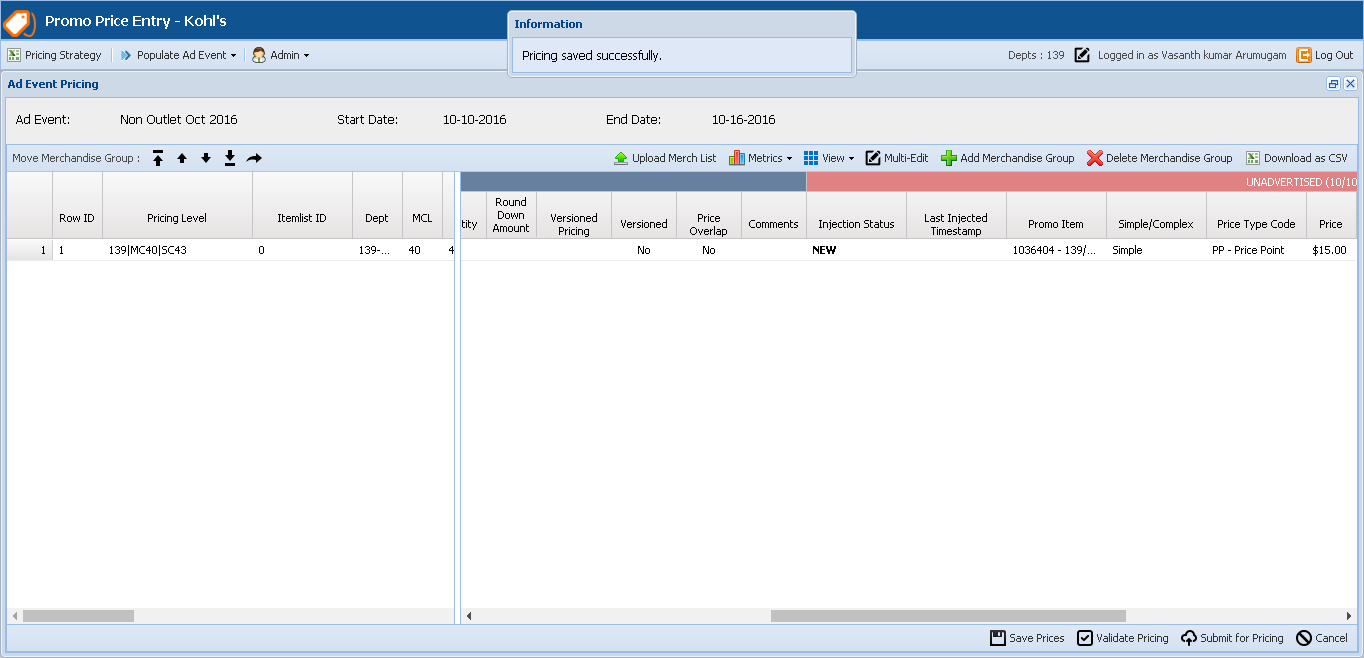 Promo Price Entry - Kohl's
Information
Pricing saved successfully.
Pricing Strategy Populate Ad Event Admin Depts : 139 Logged in as Vasanth kumar Arumugam Log Out
Ad Event Pricing
Ad Event: Non Outlet Oct 2016 Start Date: 10-10-2016 End Date: 10-16-2016
Move Merchandise Group : Upload Merch List Metrics View Multi-Edit Add Merchandise Group Delete Merchandise Group Download as CSV
UNADVERTISED (10/10
Row ID Pricing Level Itemlist ID Dept MCL tity Round Down Amount Versioned Pricing Versioned Price Overlap Comments Injection Status Last Injected Timestamp Promo Item Simple/Complex Price Type Code Price
1 1 139|MC40|SC43 0 139-... 40 4 No No NEW 1036404 - 139/... Simple PP - Price Point $15.00
Save Prices Validate Pricing Submit for Pricing Cancel